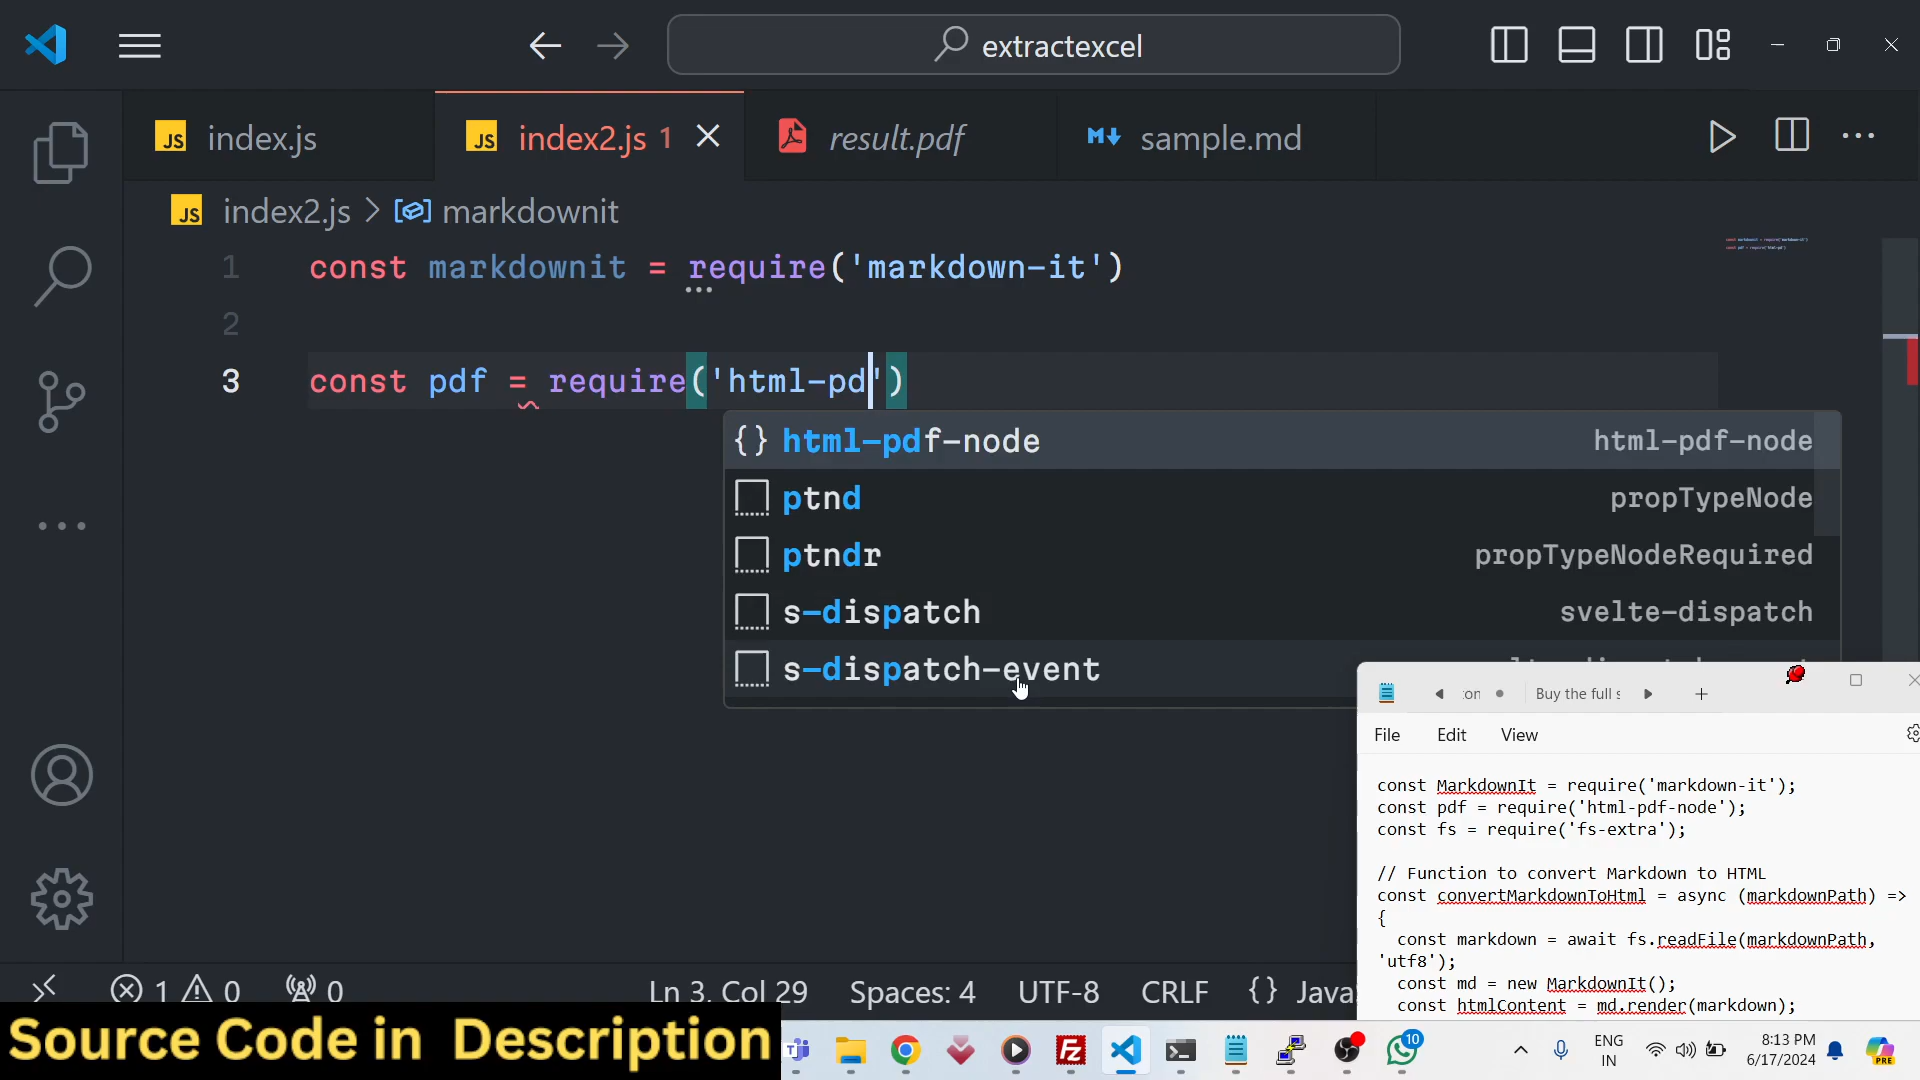 extractexcel
JS index.js
JS index2.js 1
result.pdf
sample.md
JS index2.js > markdownit
1 const markdownit = require('markdown-it')
2
3 const pdf = require('html-pd')
{} html-pdf-node html-pdf-node
ptnd propTypeNode
ptndr propTypeNodeRequired
s-dispatch svelte-dispatch
s-dispatch-event
Buy the full s
File Edit View
const MarkdownIt = require('markdown-it');
const pdf = require('html-pdf-node');
const fs = require('fs-extra');
// Function to convert Markdown to HTML
const convertMarkdownToHtml = async (markdownPath) =>
{
const markdown = await fs.readFile(markdownPath,
'utf8');
const md = new MarkdownIt();
const htmlContent = md.render(markdown);
1 0 0 Ln 3, Col 29 Spaces: 4 UTF-8 CRLF {} Java
Source Code in Description
10
ENG
IN
8:13 PM
6/17/2024
PRE